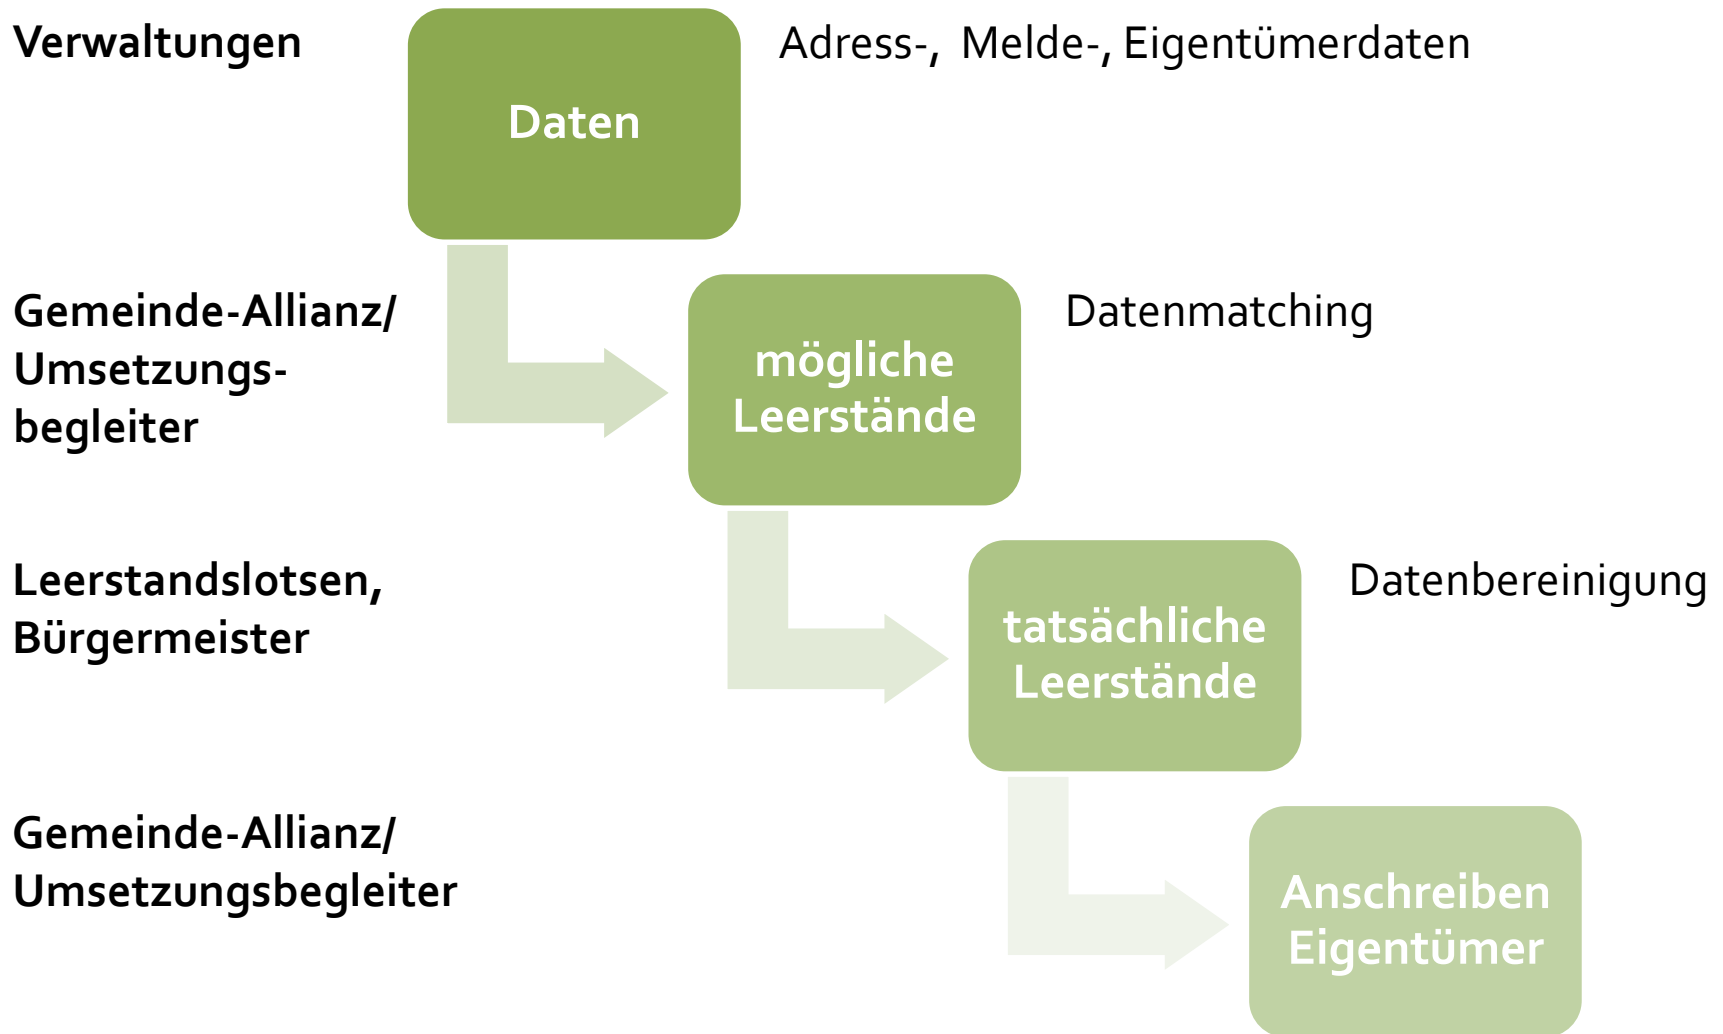 Verwaltungen
Daten
Adress-, Melde-, Eigentümerdaten
Gemeinde-Allianz/
Umsetzungs-
begleiter
mögliche
Leerstände
Datenmatching
Leerstandslotsen,
Bürgermeister
tatsächliche
Leerstände
Datenbereinigung
Gemeinde-Allianz/
Umsetzungsbegleiter
Anschreiben
Eigentümer